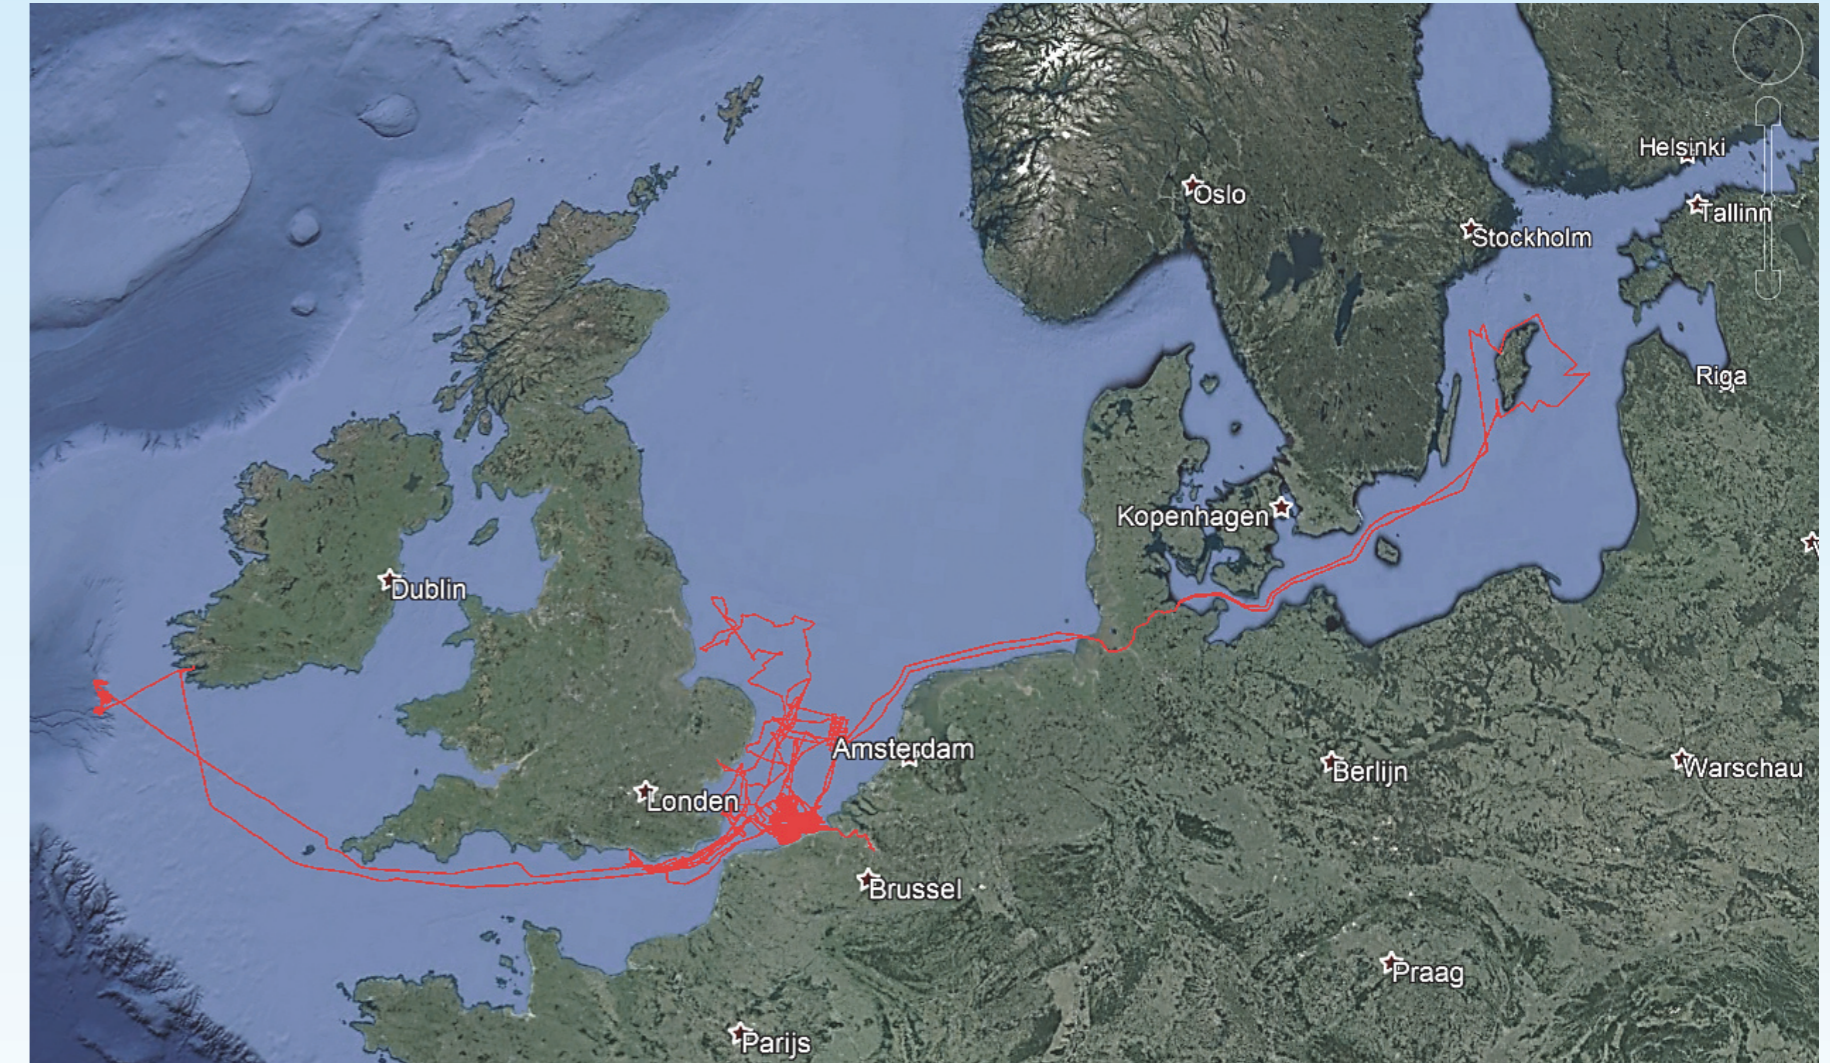 Helsinki
Oslo
Tallinn
Stockholm
Riga
Kopenhagen
Dublin
Amsterdam
Londen
Berlijn
Warschau
Brussel
Praag
Parijs